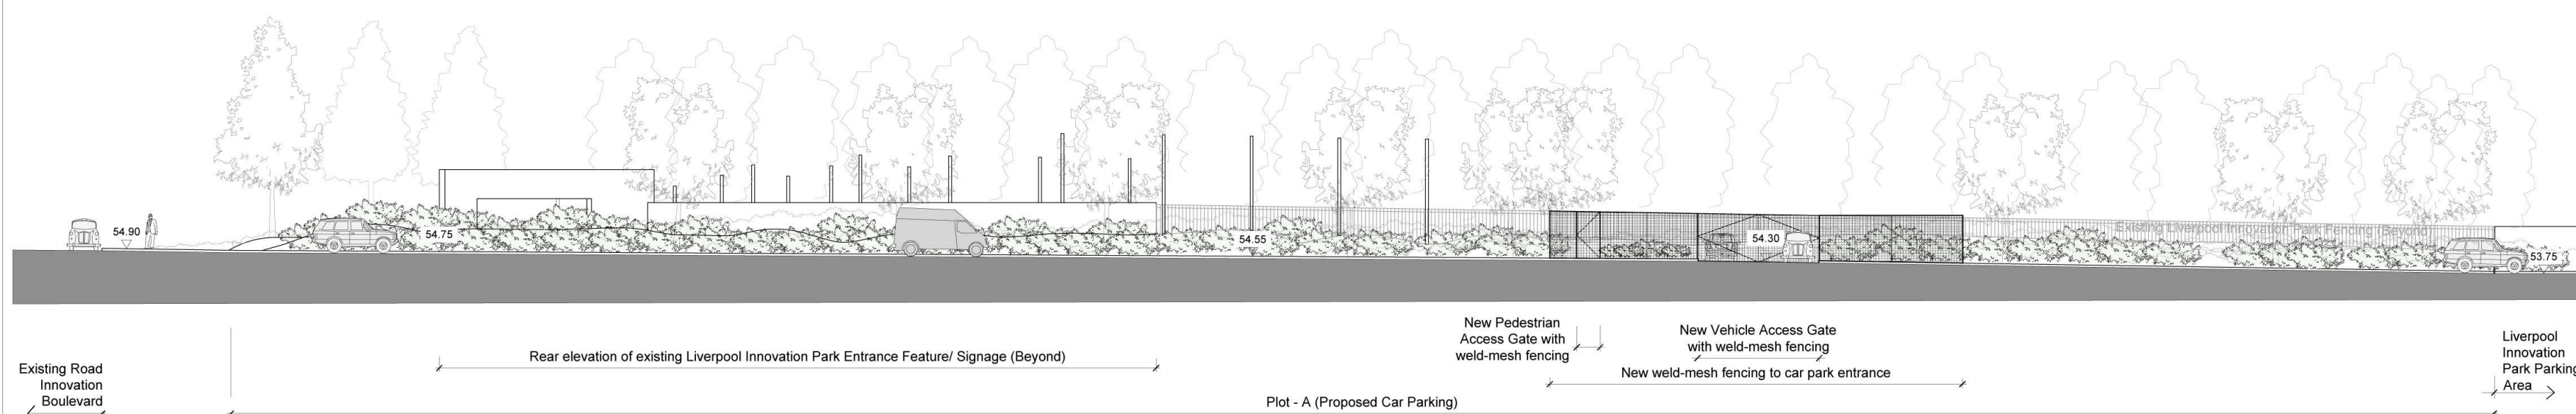 54.90
54.75
54.55
54.30
Existing Liverpool Innovation Park Fencing (Beyond)
53.75
Existing Road
Innovation
Boulevard
Rear elevation of existing Liverpool Innovation Park Entrance Feature/ Signage (Beyond)
New Pedestrian
Access Gate with
weld-mesh fencing
New Vehicle Access Gate
with weld-mesh fencing
New weld-mesh fencing to car park entrance
Liverpool
Innovation
Park Parking
Area
Plot - A (Proposed Car Parking)